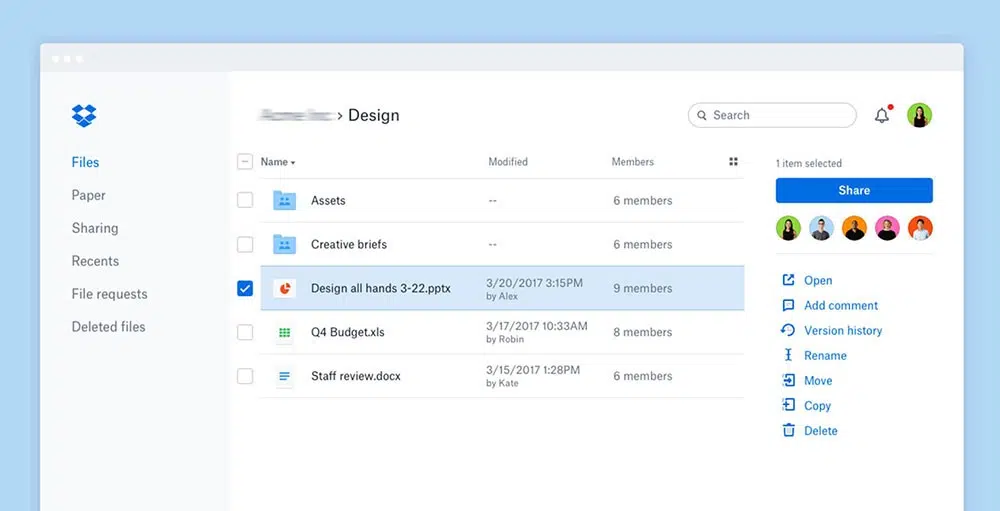 › Design
Search
Files
Paper
Sharing
Recents
File requests
Deleted files
Name Modified Members
Assets -- 6 members
Creative briefs -- 6 members
Design all hands 3-22.pptx 3/20/2017 3:15PM 9 members
by Alex
Q4 Budget.xls 3/17/2017 10:33AM 8 members
by Robin
Staff review.docx 3/15/2017 1:28PM 6 members
by Kate
1 item selected
Share
Open
Add comment
Version history
Rename
Move
Copy
Delete